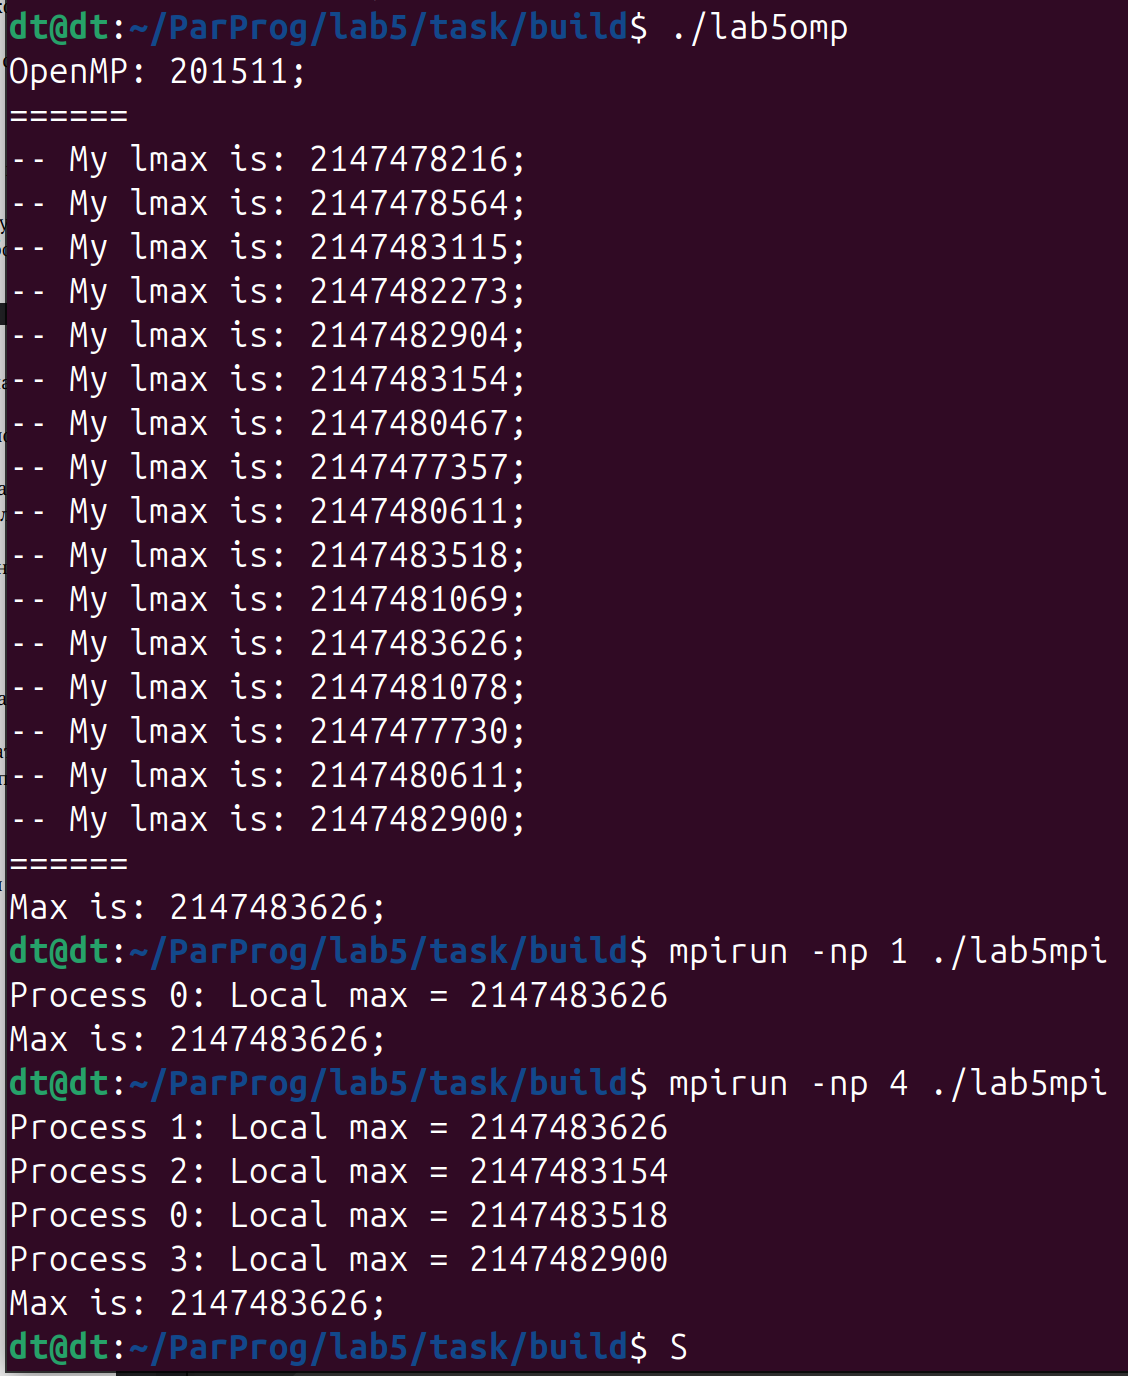 dt@dt:~/ParProg/lab5/task/build$ ./lab5omp
OpenMP: 201511;
======
-- My lmax is: 2147478216;
-- My lmax is: 2147478564;
-- My lmax is: 2147483115;
-- My lmax is: 2147482273;
-- My lmax is: 2147482904;
-- My lmax is: 2147483154;
-- My lmax is: 2147480467;
-- My lmax is: 2147477357;
-- My lmax is: 2147480611;
-- My lmax is: 2147483518;
-- My lmax is: 2147481069;
-- My lmax is: 2147483626;
-- My lmax is: 2147481078;
-- My lmax is: 2147477730;
-- My lmax is: 2147480611;
-- My lmax is: 2147482900;
======
Max is: 2147483626;
dt@dt:~/ParProg/lab5/task/build$ mpirun -np 1 ./lab5mpi
Process 0: Local max = 2147483626
Max is: 2147483626;
dt@dt:~/ParProg/lab5/task/build$ mpirun -np 4 ./lab5mpi
Process 1: Local max = 2147483626
Process 2: Local max = 2147483154
Process 0: Local max = 2147483518
Process 3: Local max = 2147482900
Max is: 2147483626;
dt@dt:~/ParProg/lab5/task/build$ S